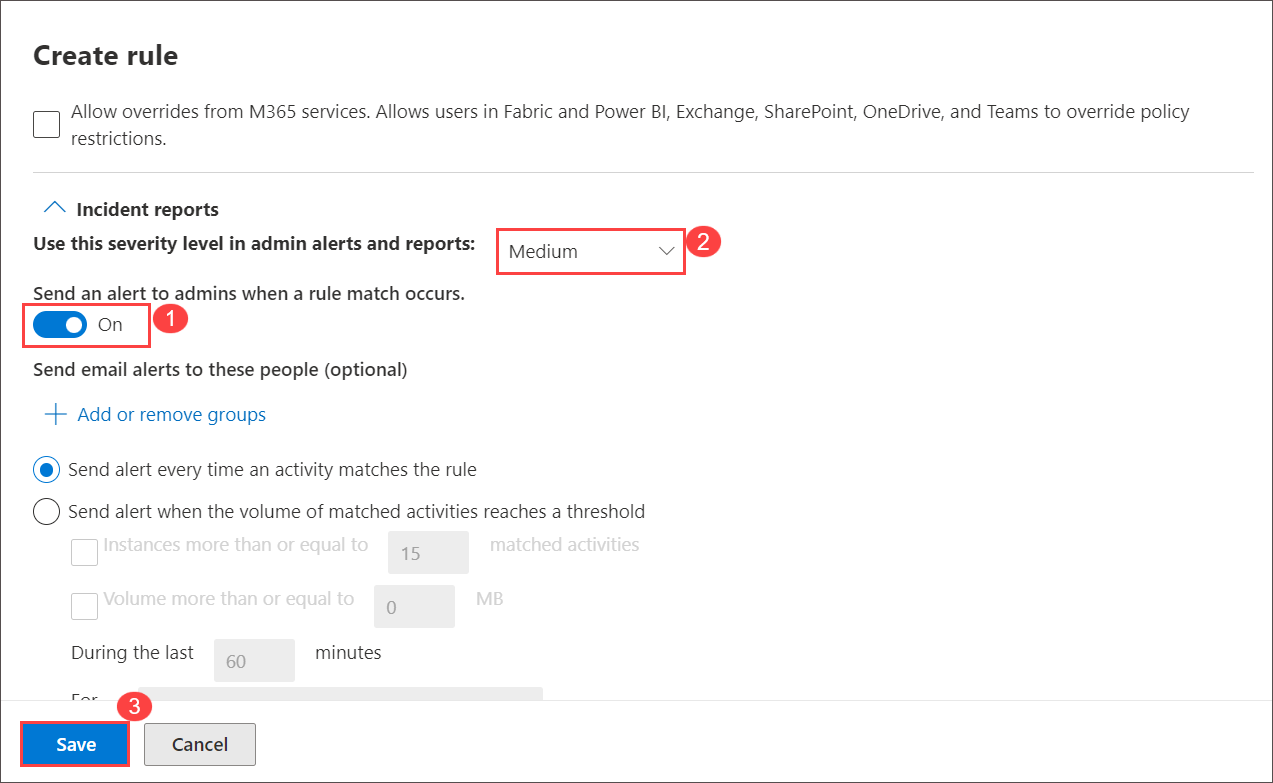 Create rule
Allow overrides from M365 services. Allows users in Fabric and Power BI, Exchange, SharePoint, OneDrive, and Teams to override policy
restrictions.
Incident reports
Use this severity level in admin alerts and reports:
Medium
2
Send an alert to admins when a rule match occurs.
On
1
Send email alerts to these people (optional)
Add or remove groups
Send alert every time an activity matches the rule
Send alert when the volume of matched activities reaches a threshold
Instances more than or equal to 15 matched activities
Volume more than or equal to 0 MB
During the last 60 minutes
For
3
Save
Cancel